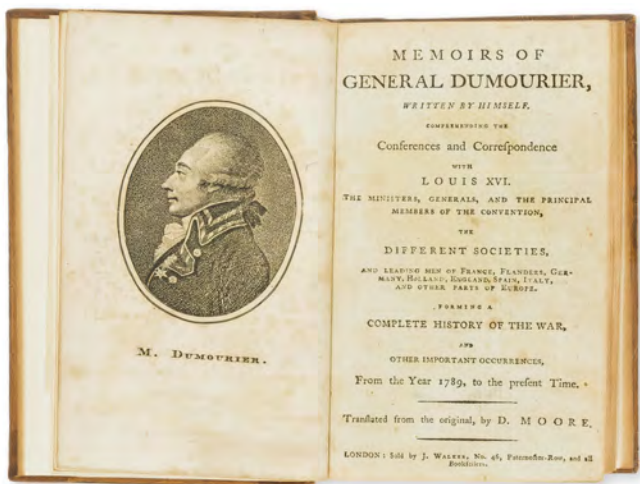 M. DUMOURIER.
MEMOIRS OF
GENERAL DUMOURIER,
WRITTEN BY HIMSELF.
COMPREHENDING THE
Conferences and Correſpondence
WITH
LOUIS XVI.
THE MINISTERS, GENERALS, AND THE PRINCIPAL
MEMBERS OF THE CONVENTION,
THE
DIFFERENT SOCIETIES,
AND LEADING MEN OF FRANCE, FLANDERS, GER-
MANY, HOLLAND, ENGLAND, SPAIN, ITALY,
AND OTHER PARTS OF EUROPE.
FORMING A
COMPLETE HISTORY OF THE WAR,
AND
OTHER IMPORTANT OCCURRENCES,
From the Year 1789, to the preſent Time.
Tranſlated from the original, by D. MOORE.
LONDON: Sold by J. WALKER, No. 46, Paternoſter-Row, and all
Bookſellers.